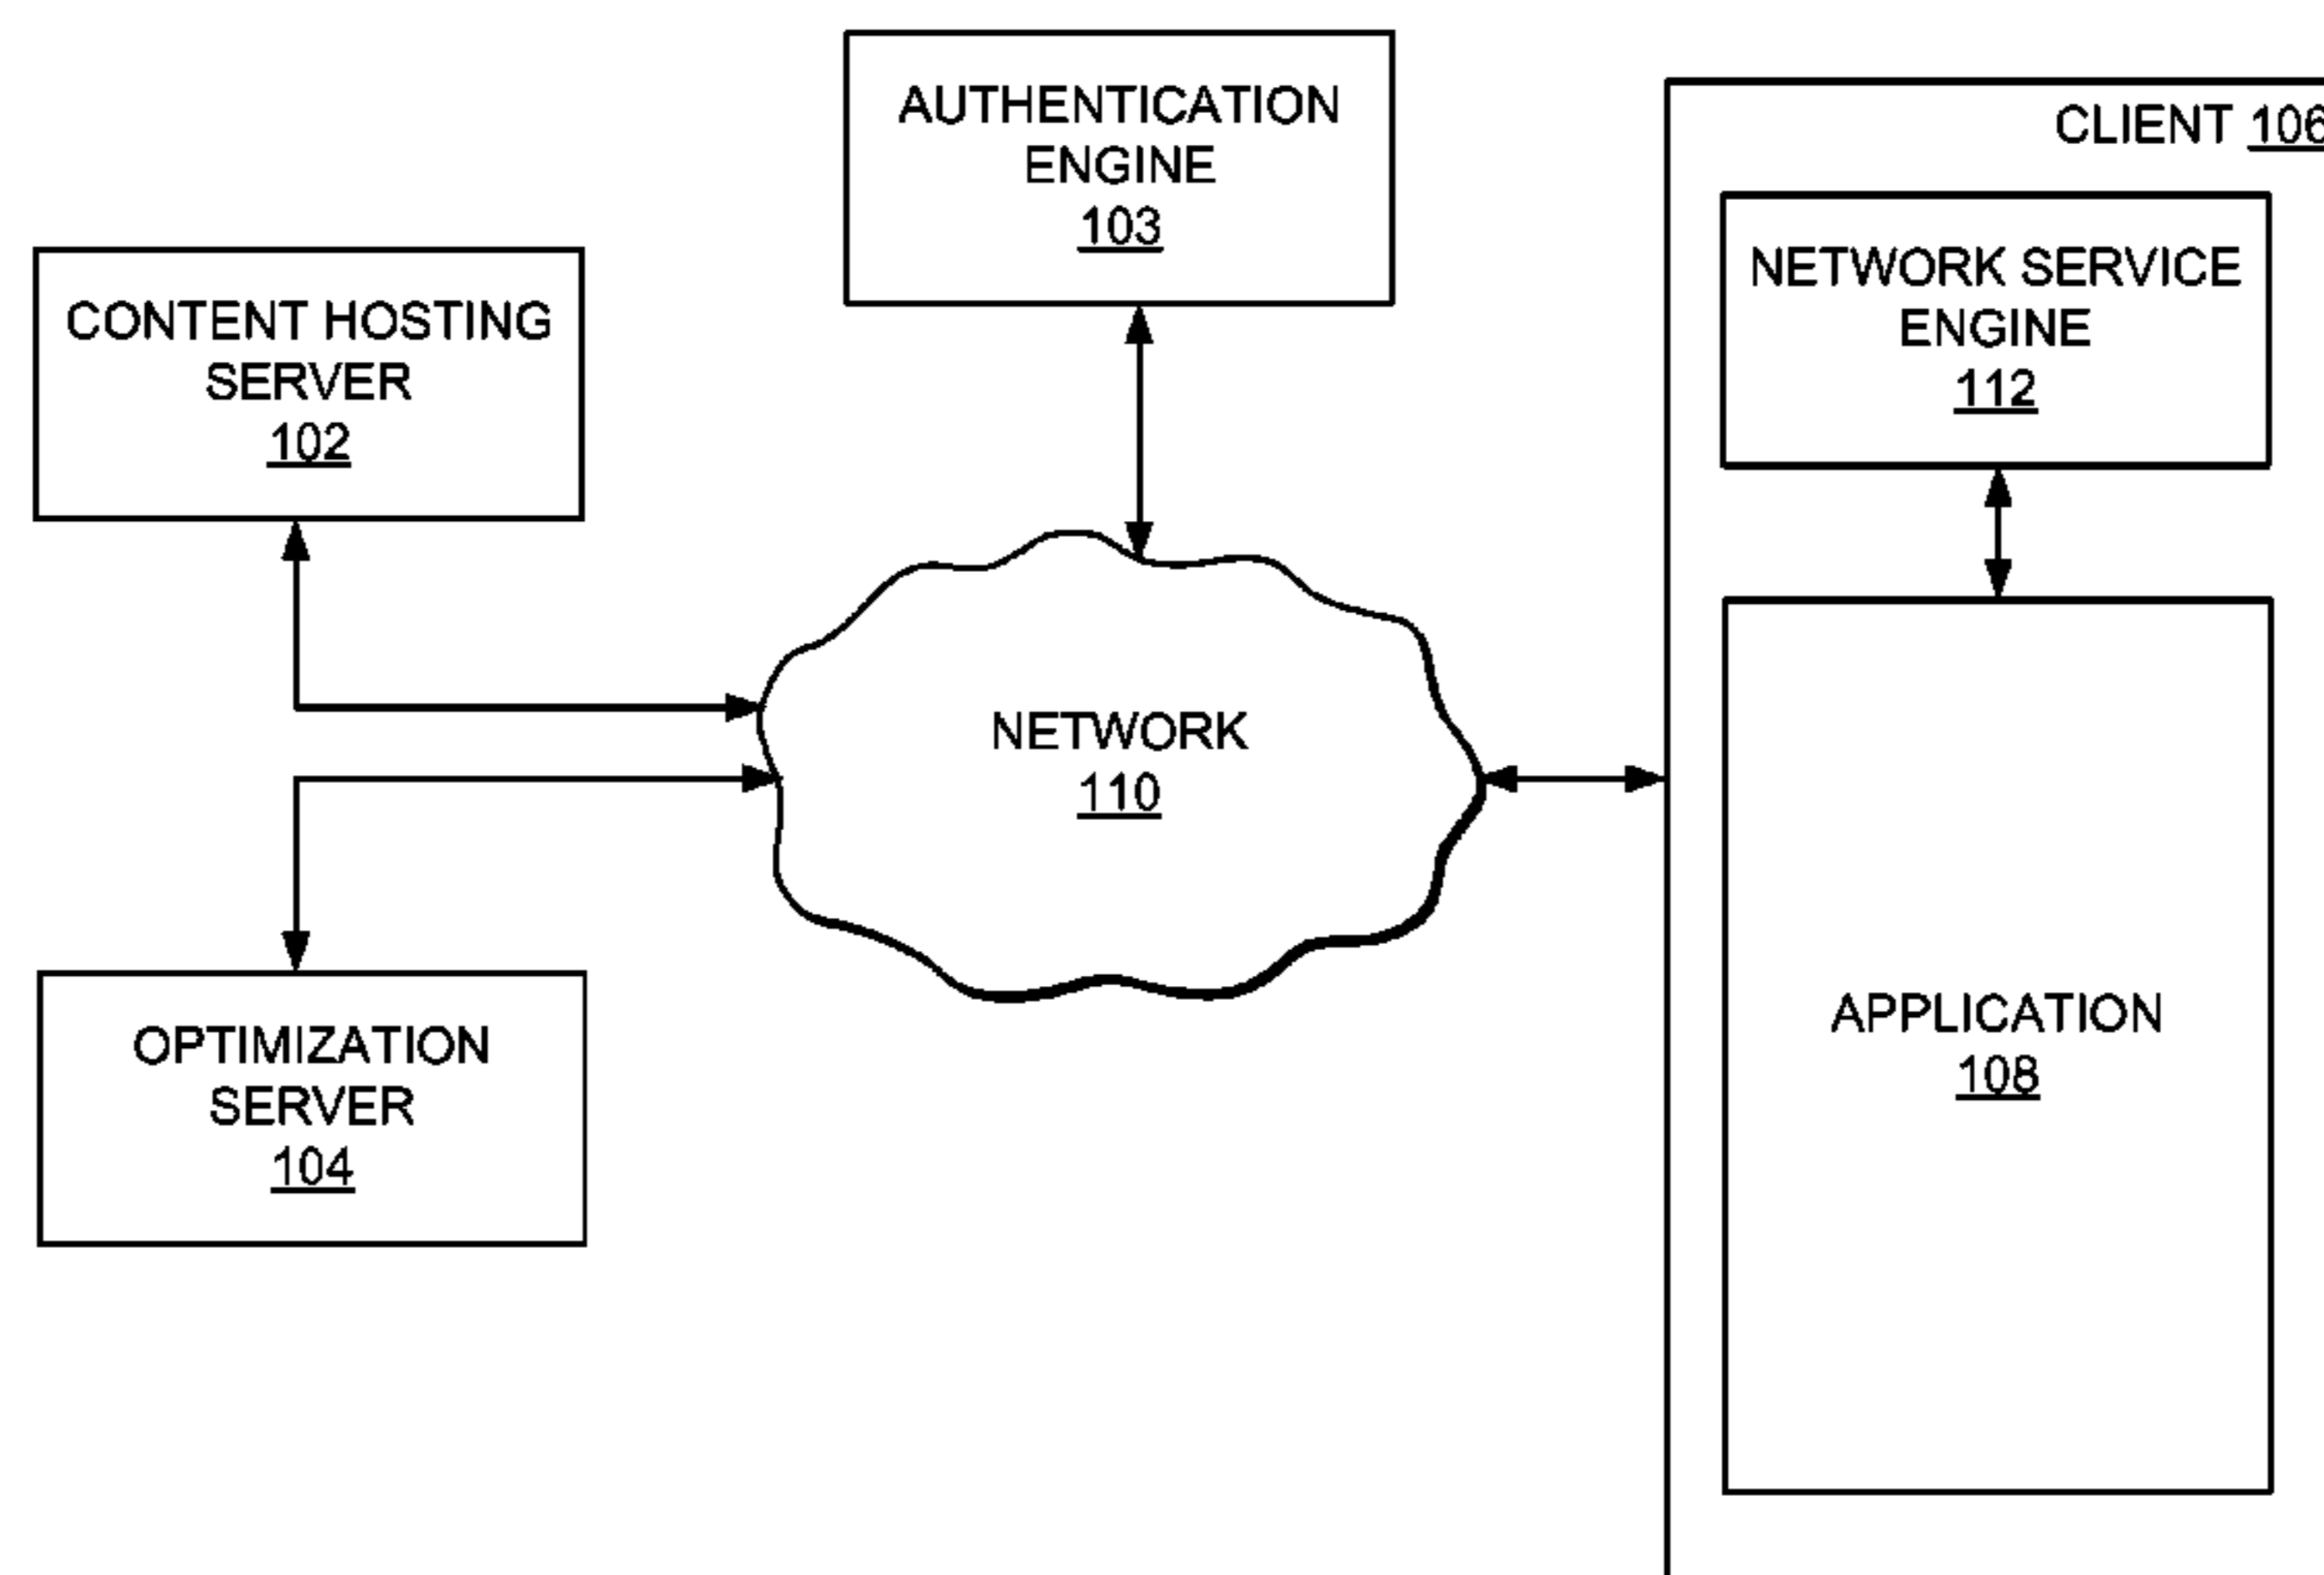 AUTHENTICATION
ENGINE
103
CLIENT 106
NETWORK SERVICE
ENGINE
112
CONTENT HOSTING
SERVER
102
NETWORK
110
APPLICATION
108
OPTIMIZATION
SERVER
104